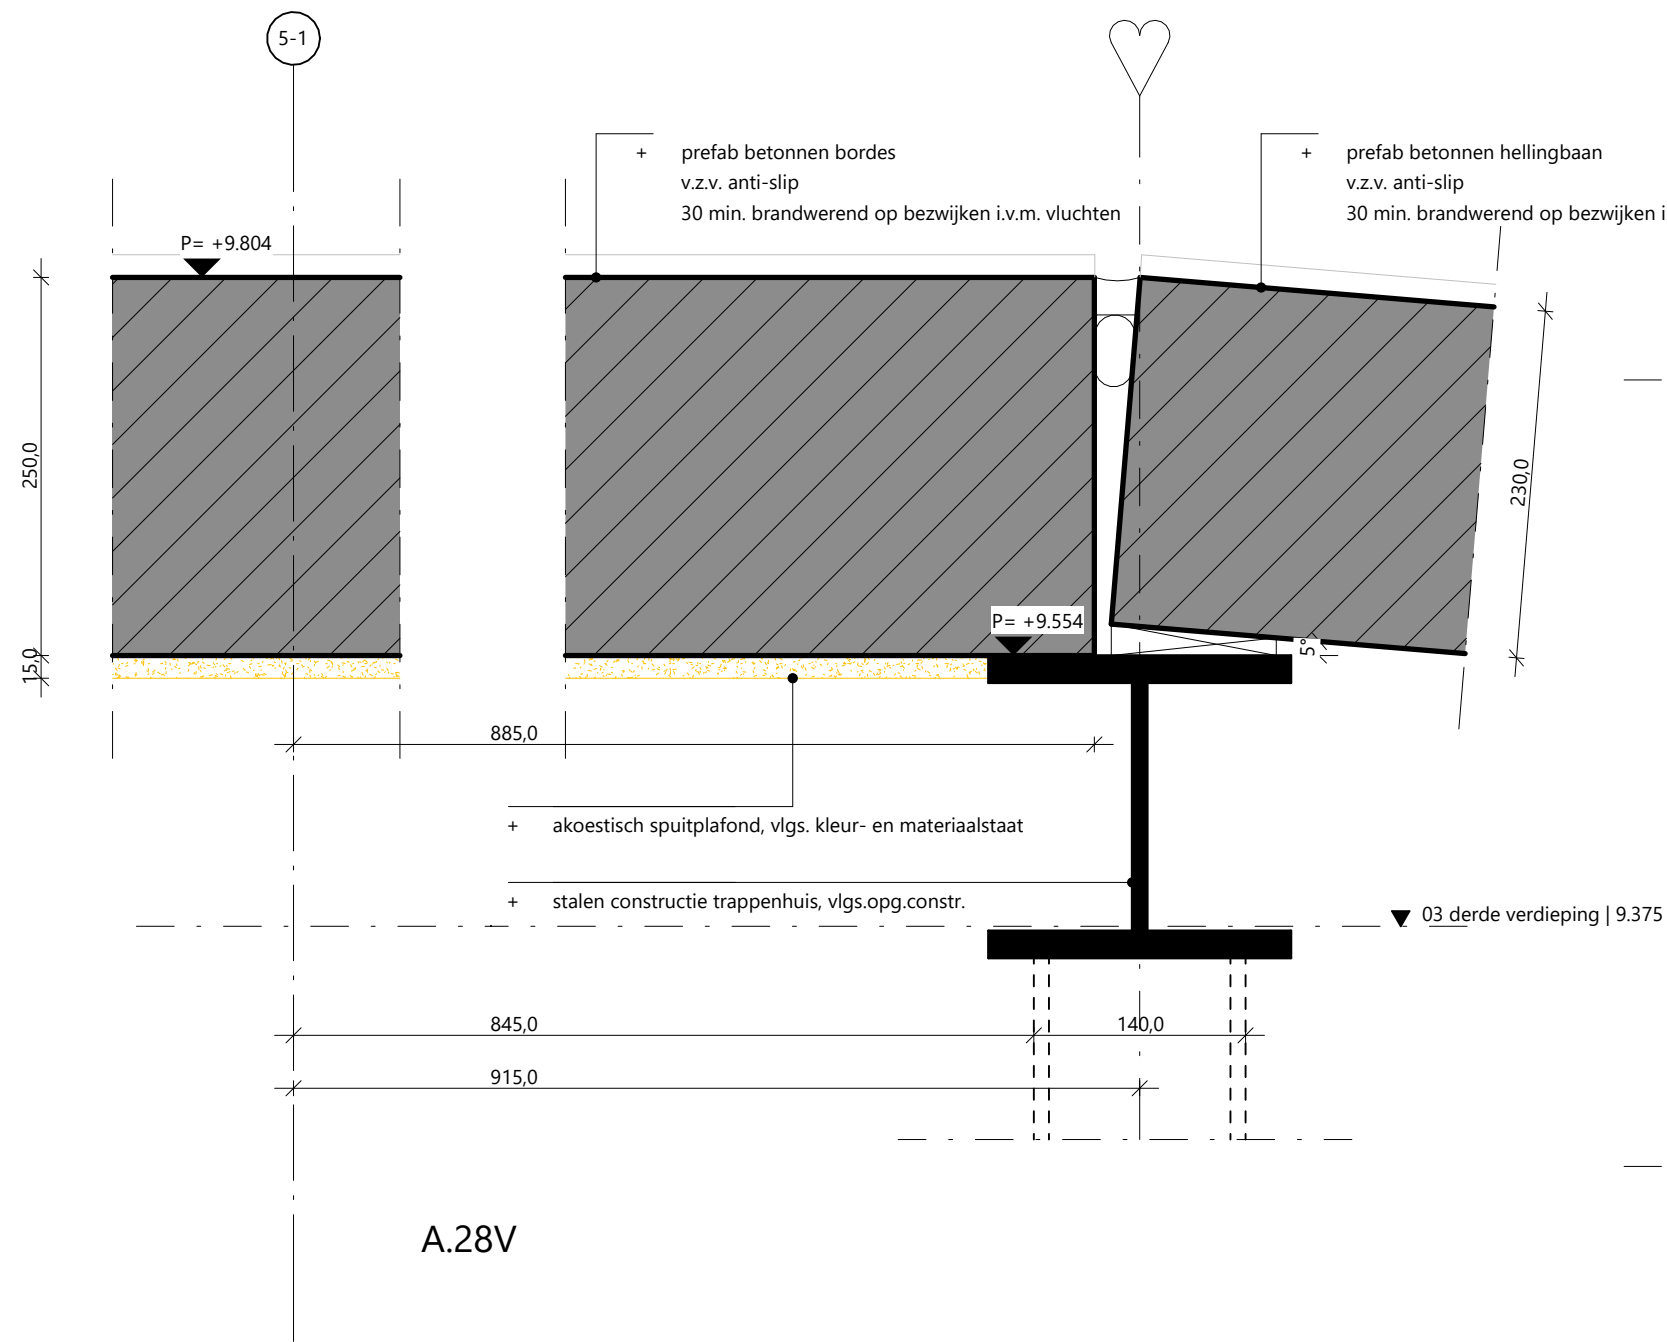 5-1
+ prefab betonnen bordes
v.z.v. anti-slip
30 min. brandwerend op bezwijken i.v.m. vluchten
+ prefab betonnen hellingbaan
v.z.v. anti-slip
30 min. brandwerend op bezwijken i
P= +9.804
250,0
230,0
P= +9.554
5°
15,0
885,0
+ akoestisch spuitplafond, vlgs. kleur- en materiaalstaat
+ stalen constructie trappenhuis, vlgs.opg.constr.
03 derde verdieping | 9.375
845,0
140,0
915,0
A.28V